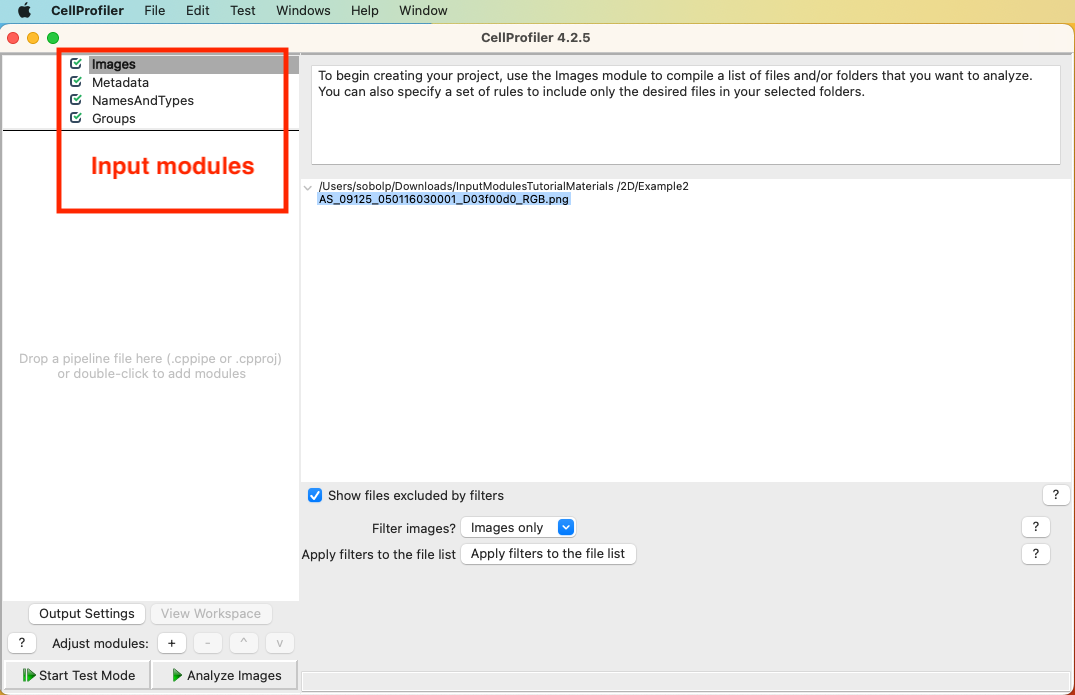 CellProfiler File Edit Test Windows Help Window
CellProfiler 4.2.5
Images
Metadata
NamesAndTypes
Groups
Input modules
To begin creating your project, use the Images module to compile a list of files and/or folders that you want to analyze.
You can also specify a set of rules to include only the desired files in your selected folders.
/Users/sobolp/Downloads/InputModulesTutorialMaterials /2D/Example2
AS_09125_050116030001_D03f00d0_RGB.png
Drop a pipeline file here (.cppipe or .cpproj)
or double-click to add modules
Show files excluded by filters ?
Filter images? Images only ?
Apply filters to the file list Apply filters to the file list ?
Output Settings View Workspace
? Adjust modules: + - ^ v
Start Test Mode Analyze Images